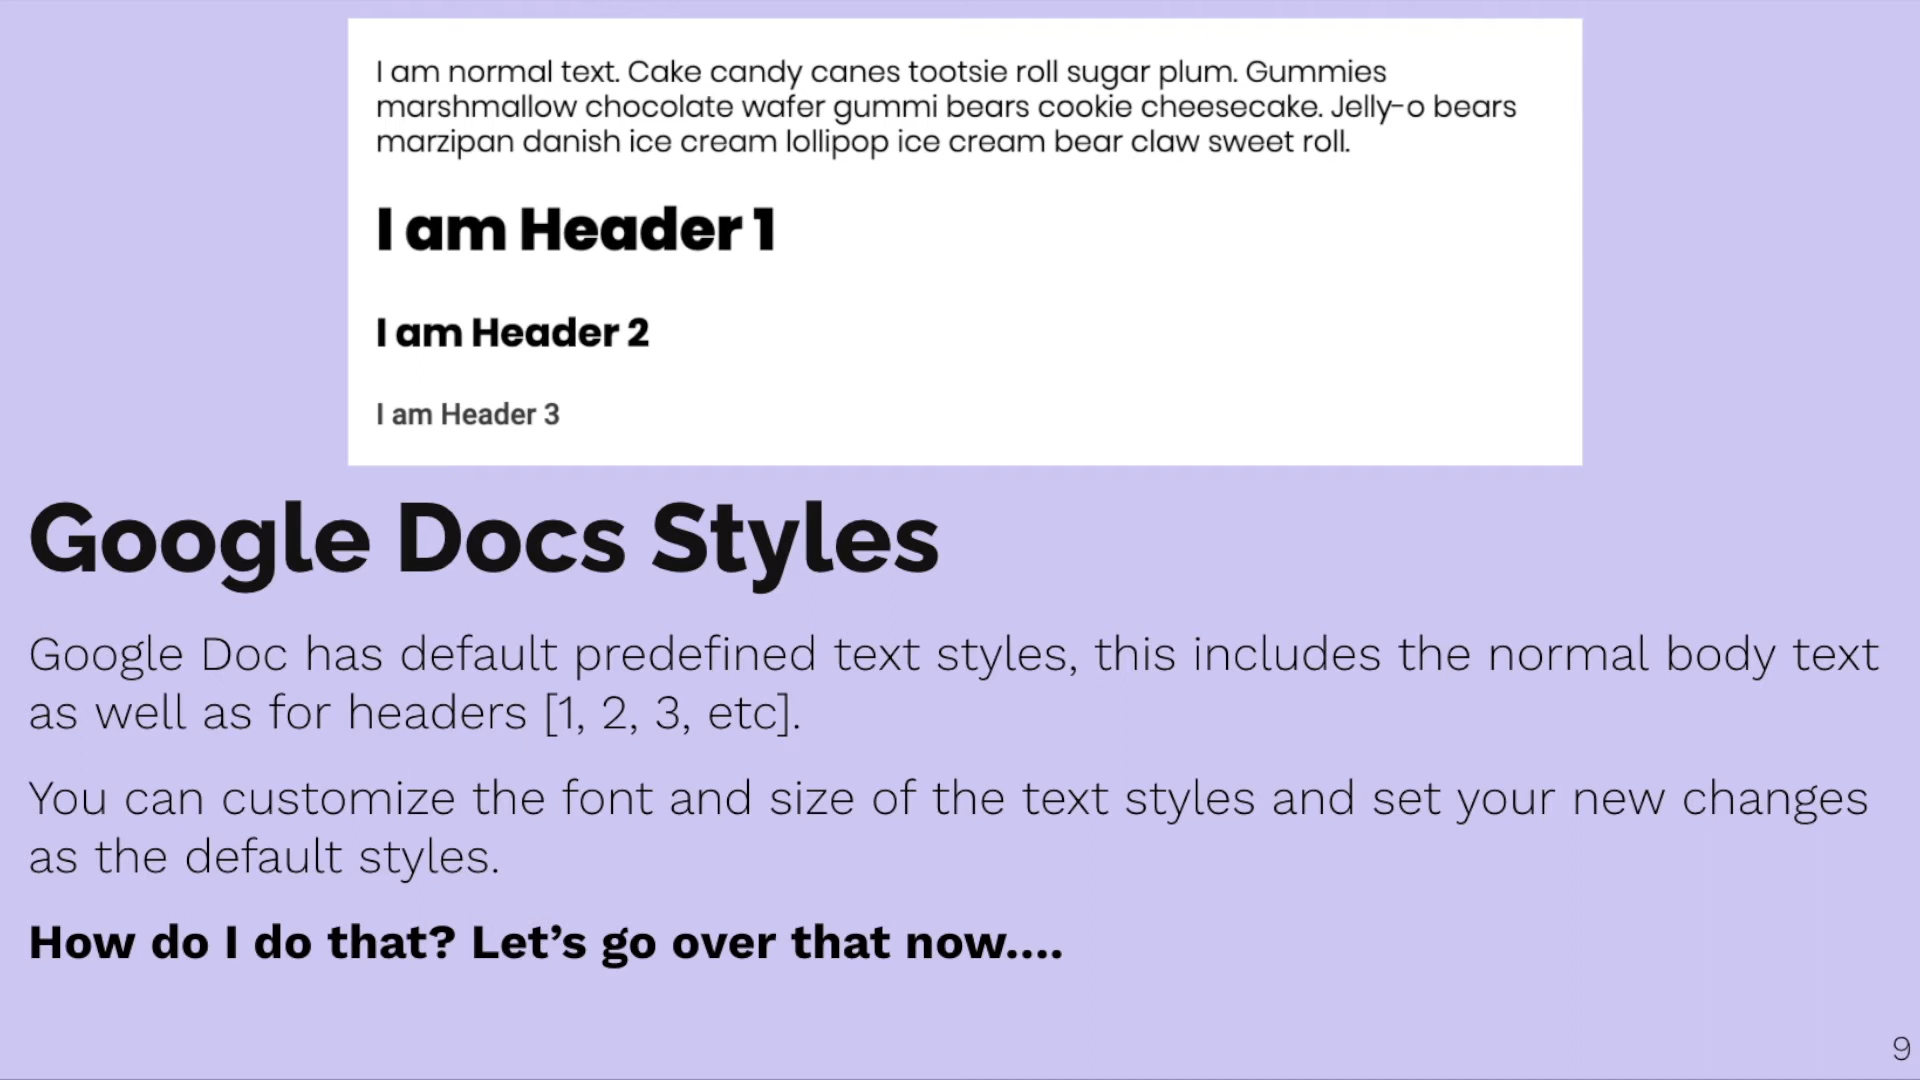 I am normal text. Cake candy canes tootsie roll sugar plum. Gummies
marshmallow chocolate wafer gummi bears cookie cheesecake. Jelly-o bears
marzipan danish ice cream lollipop ice cream bear claw sweet roll.
I am Header 1
I am Header 2
I am Header 3
Google Docs Styles
Google Doc has default predefined text styles, this includes the normal body text
as well as for headers [1, 2, 3, etc].
You can customize the font and size of the text styles and set your new changes
as the default styles.
How do I do that? Let’s go over that now....
9